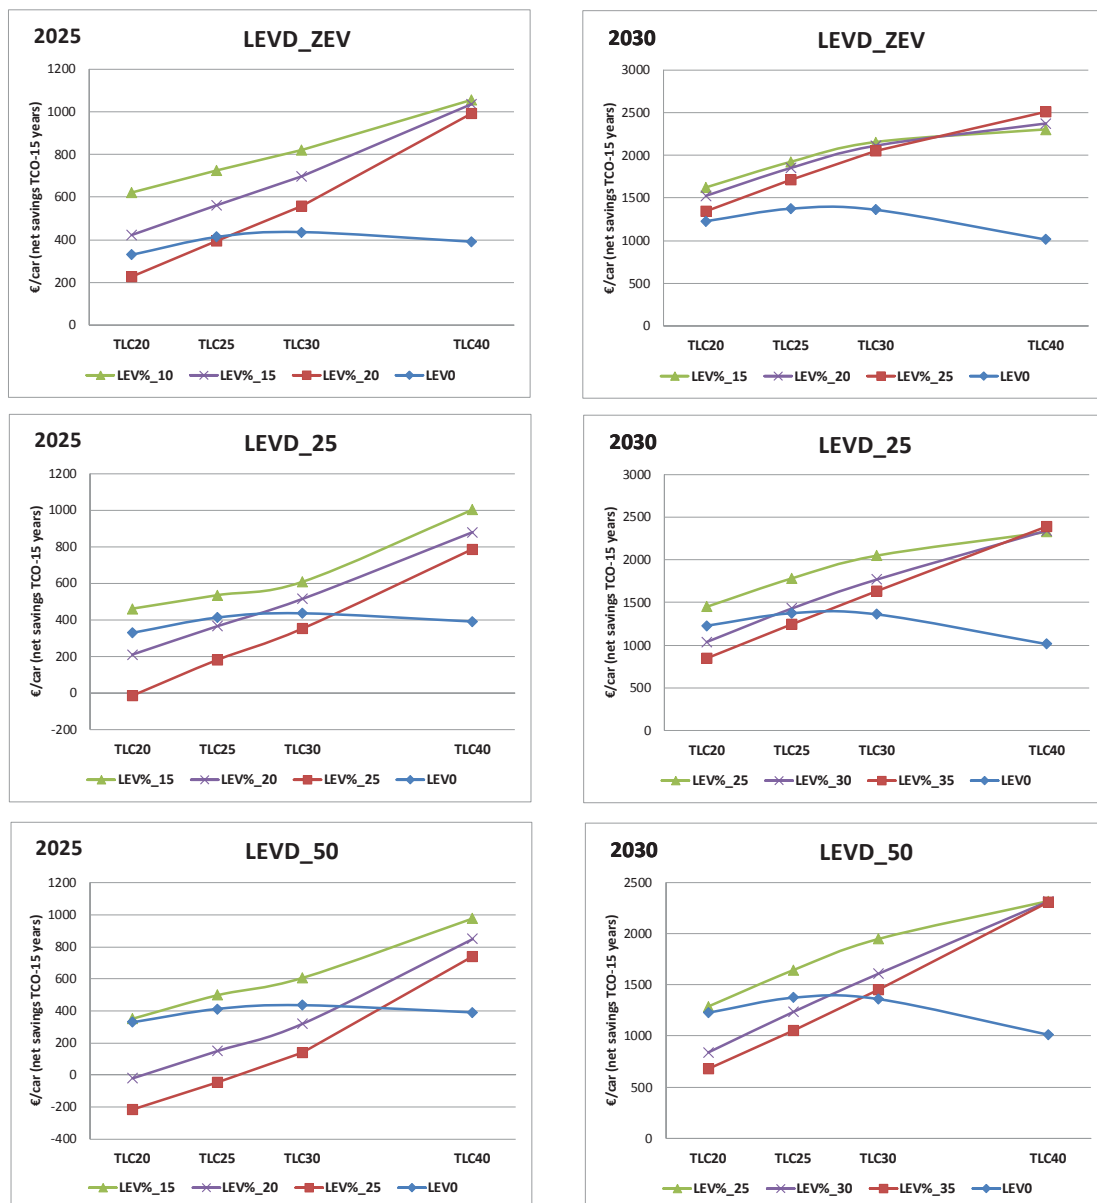 2025
LEVD_ZEV
€/car (net savings TCO-15 years)
1200
1000
800
600
400
200
0
TLC20 TLC25 TLC30 TLC40
LEV%_10 LEV%_15 LEV%_20 LEV0
2030
LEVD_ZEV
€/car (net savings TCO-15 years)
3000
2500
2000
1500
1000
500
0
TLC20 TLC25 TLC30 TLC40
LEV%_15 LEV%_20 LEV%_25 LEV0
2025
LEVD_25
€/car (net savings TCO-15 years)
1200
1000
800
600
400
200
0
-200
TLC20 TLC25 TLC30 TLC40
LEV%_15 LEV%_20 LEV%_25 LEV0
2030
LEVD_25
€/car (net savings TCO-15 years)
3000
2500
2000
1500
1000
500
0
TLC20 TLC25 TLC30 TLC40
LEV%_25 LEV%_30 LEV%_35 LEV0
2025
LEVD_50
€/car (net savings TCO-15 years)
1200
1000
800
600
400
200
0
-200
-400
TLC20 TLC25 TLC30 TLC40
LEV%_15 LEV%_20 LEV%_25 LEV0
2030
LEVD_50
€/car (net savings TCO-15 years)
2500
2000
1500
1000
500
0
TLC20 TLC25 TLC30 TLC40
LEV%_25 LEV%_30 LEV%_35 LEV0